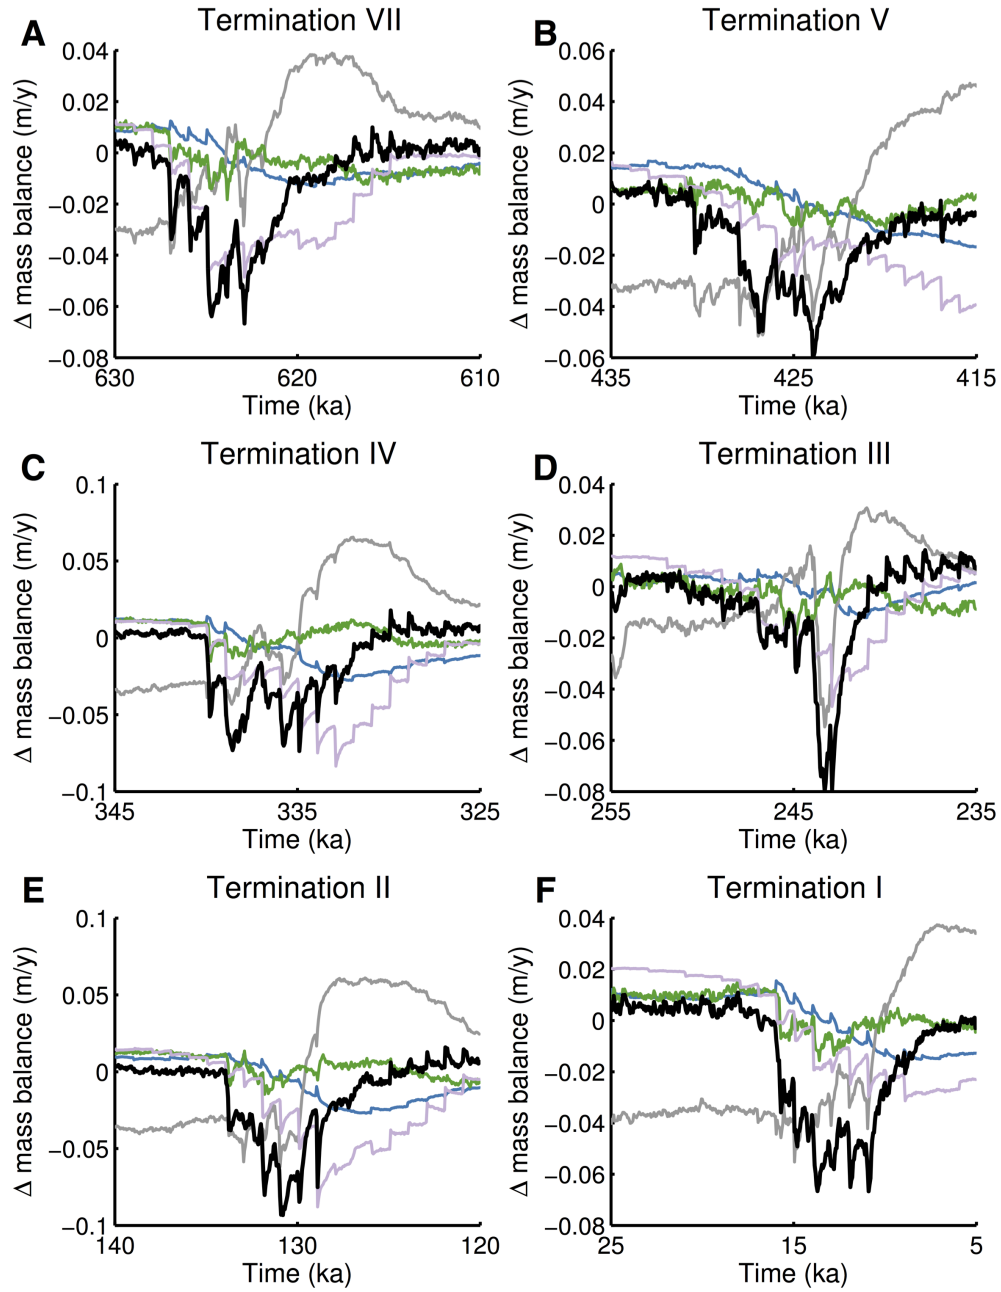 A
Termination VII
Δ mass balance (m/y)
0.04
0.02
0
−0.02
−0.04
−0.06
−0.08
630
620
610
Time (ka)
B
Termination V
Δ mass balance (m/y)
0.06
0.04
0.02
0
−0.02
−0.04
−0.06
435
425
415
Time (ka)
C
Termination IV
Δ mass balance (m/y)
0.1
0.05
0
−0.05
−0.1
345
335
325
Time (ka)
D
Termination III
Δ mass balance (m/y)
0.04
0.02
0
−0.02
−0.04
−0.06
−0.08
255
245
235
Time (ka)
E
Termination II
Δ mass balance (m/y)
0.1
0.05
0
−0.05
−0.1
140
130
120
Time (ka)
F
Termination I
Δ mass balance (m/y)
0.04
0.02
0
−0.02
−0.04
−0.06
−0.08
25
15
5
Time (ka)